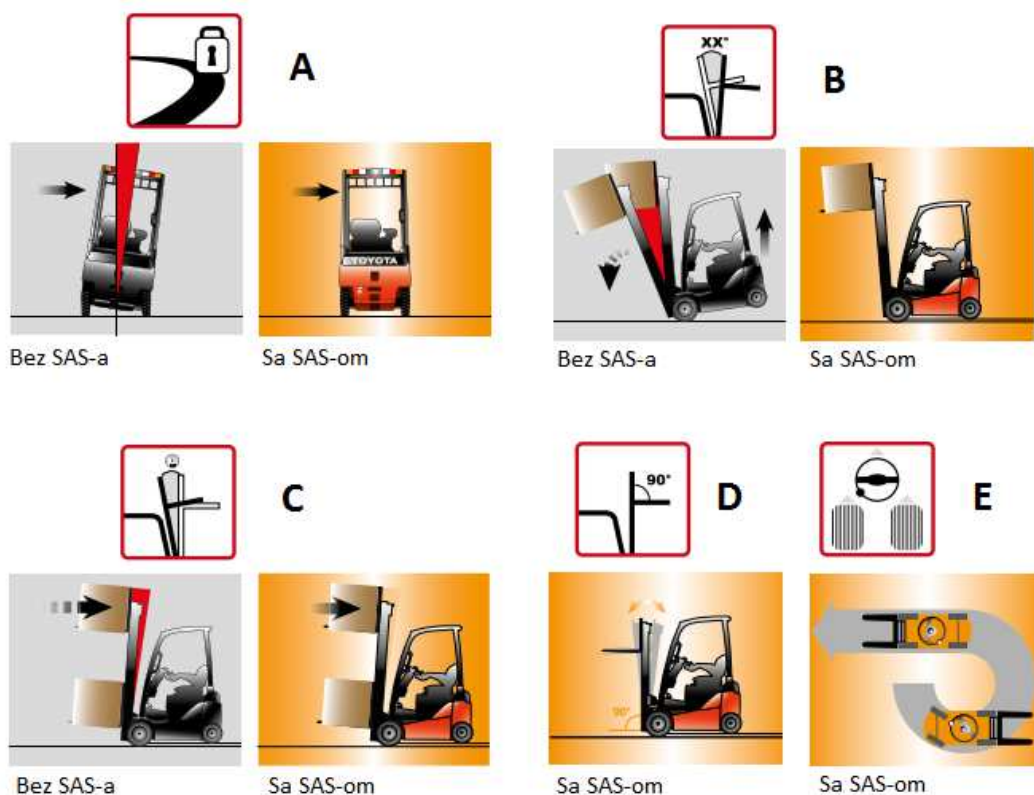 A
XX°
B
TOYOTA
Bez SAS-a
Sa SAS-om
Bez SAS-a
Sa SAS-om
C
90°
D
E
90°
Bez SAS-a
Sa SAS-om
Sa SAS-om
Sa SAS-om